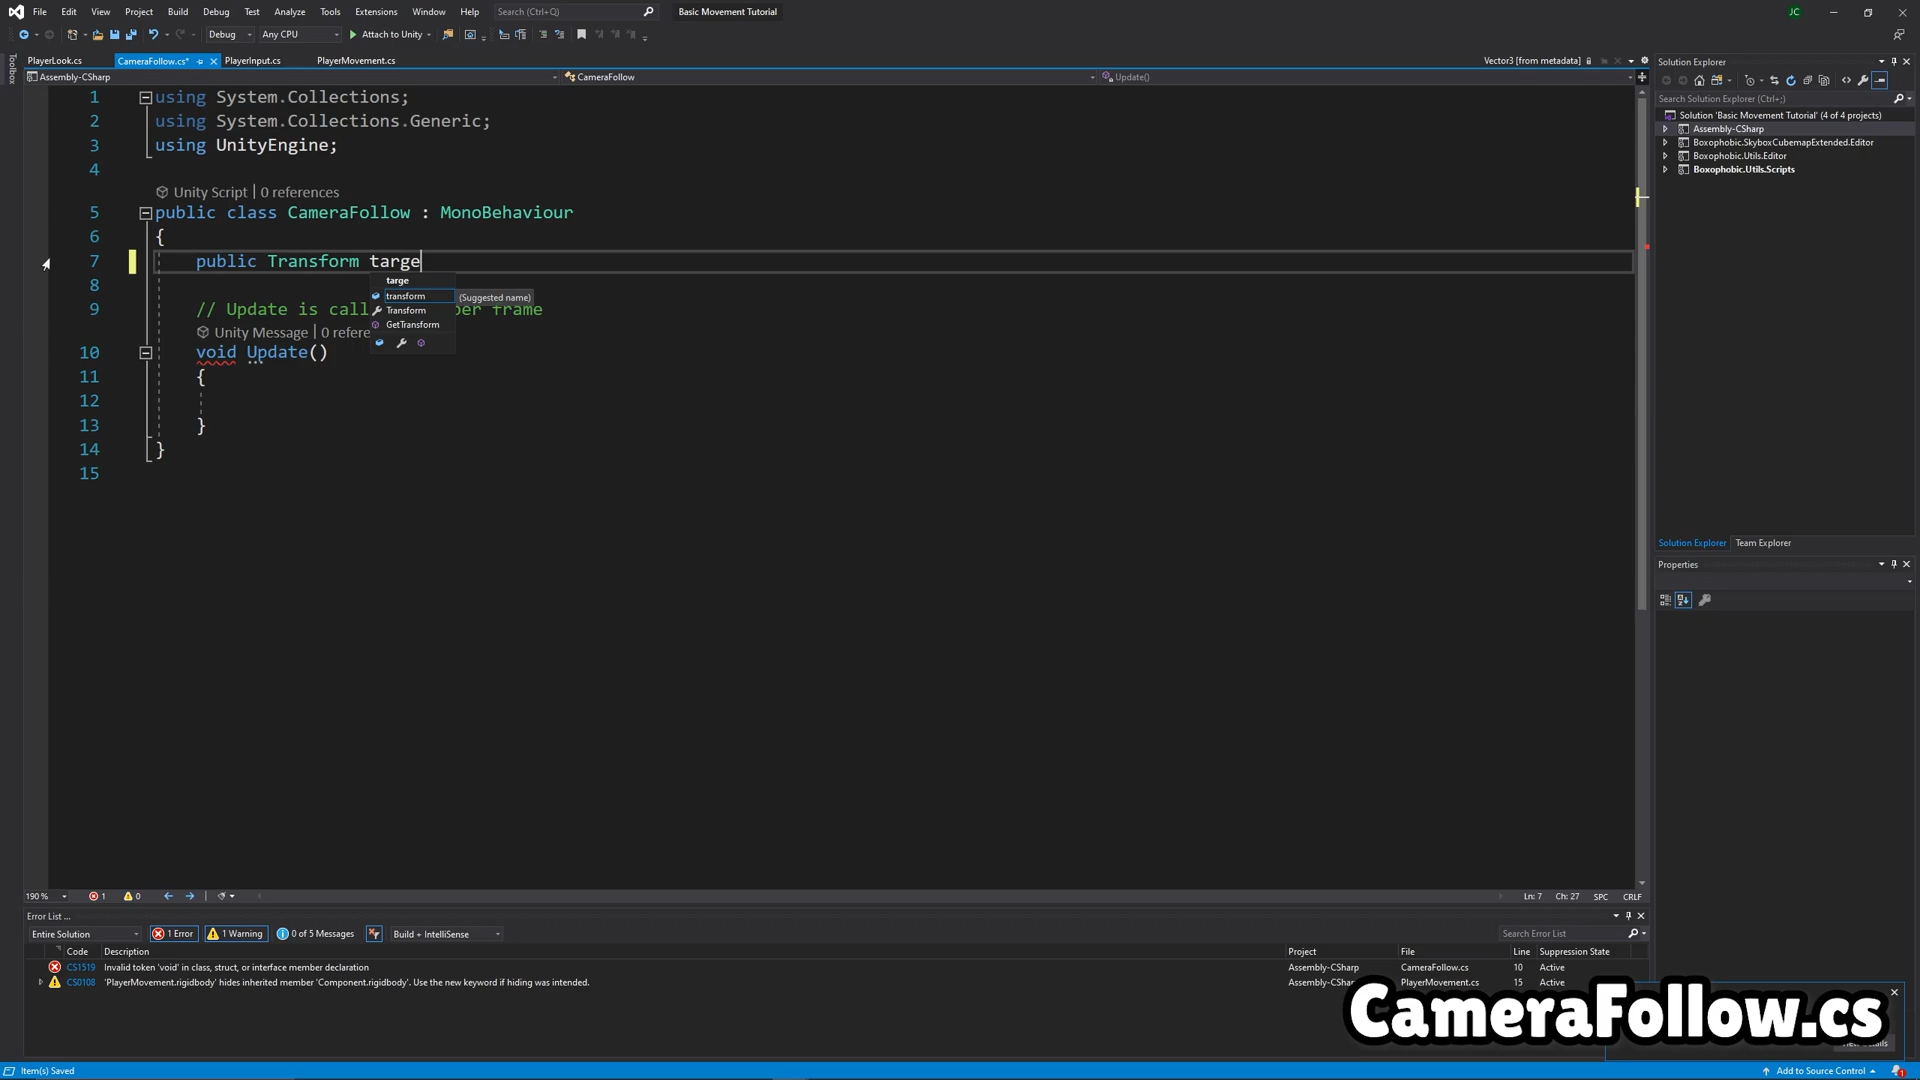 File Edit View Project Build Debug Test Analyze Tools Extensions Window Help Search (Ctrl+Q) Basic Movement Tutorial JC
Debug Any CPU Attach to Unity
Toolbox
PlayerLook.cs CameraFollow.cs* PlayerInput.cs PlayerMovement.cs Vector3 [from metadata]
Assembly-CSharp CameraFollow Update()
1 using System.Collections;
2 using System.Collections.Generic;
3 using UnityEngine;
4
Unity Script | 0 references
5 public class CameraFollow : MonoBehaviour
6 {
7 public Transform targe
targe
8
transform (Suggested name)
9 // Update is call per frame
Transform
GetTransform
Unity Message | 0 refere
10 void Update()
11 {
12
13 }
14 }
15
190 % 1 0 Ln: 7 Ch: 27 SPC CRLF
Solution Explorer
Search Solution Explorer (Ctrl+;)
Solution 'Basic Movement Tutorial' (4 of 4 projects)
Assembly-CSharp
Boxophobic.SkyboxCubemapExtended.Editor
Boxophobic.Utils.Editor
Boxophobic.Utils.Scripts
Solution Explorer Team Explorer
Properties
Error List ...
Entire Solution 1 Error 1 Warning 0 of 5 Messages Build + IntelliSense Search Error List
Code Description Project File Line Suppression State
CS1519 Invalid token 'void' in class, struct, or interface member declaration Assembly-CSharp CameraFollow.cs 10 Active
CS0108 'PlayerMovement.rigidbody' hides inherited member 'Component.rigidbody'. Use the new keyword if hiding was intended. Assembly-CSharp PlayerMovement.cs 15 Active
CameraFollow.cs
Item(s) Saved Add to Source Control 1